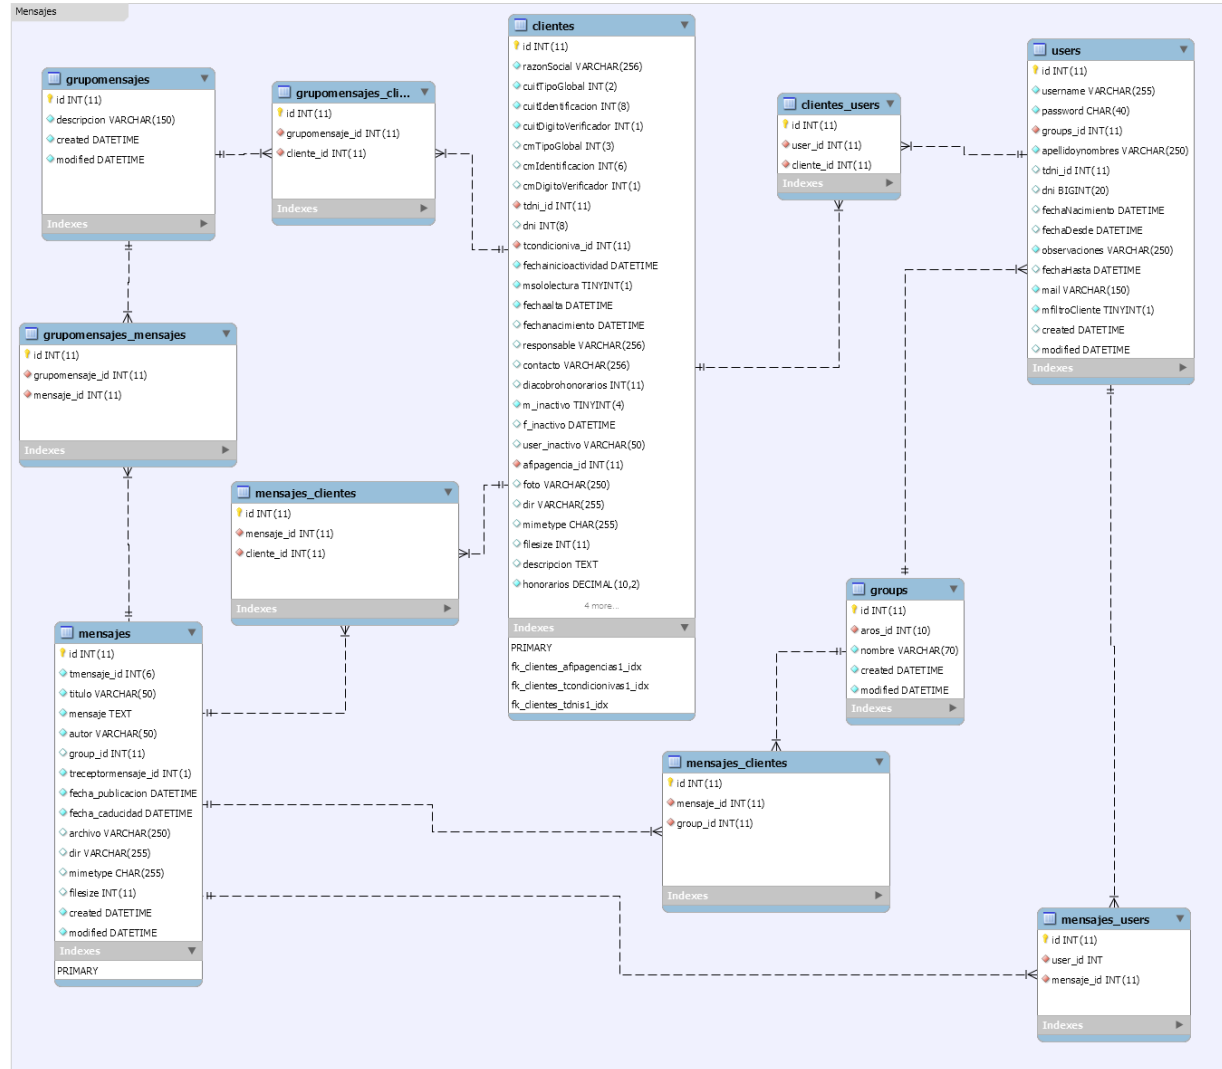 Mensajes
grupomensajes
id INT(11)
descripcion VARCHAR(150)
created DATETIME
modified DATETIME
Indexes
grupomensajes_cli...
id INT(11)
grupomensaje_id INT(11)
cliente_id INT(11)
Indexes
clientes
id INT(11)
razonSocial VARCHAR(256)
cuitTipoGlobal INT(2)
cuitIdentificacion INT(8)
cuitDigitoVerificador INT(1)
cmTipoGlobal INT(3)
cmIdentificacion INT(6)
cmDigitoVerificador INT(1)
tdni_id INT(11)
dni INT(8)
tcondicioniva_id INT(11)
fechainicioactividad DATETIME
msololectura TINYINT(1)
fechaalta DATETIME
fechanacimiento DATETIME
responsable VARCHAR(256)
contacto VARCHAR(256)
diacobrohonorarios INT(11)
m_inactivo TINYINT(4)
f_inactivo DATETIME
user_inactivo VARCHAR(50)
afipagencia_id INT(11)
foto VARCHAR(250)
dir VARCHAR(255)
mimetype CHAR(255)
filesize INT(11)
descripcion TEXT
honorarios DECIMAL(10,2)
4 more...
Indexes
PRIMARY
fk_clientes_afipagencias1_idx
fk_clientes_tcondicionivas1_idx
fk_clientes_tdnis1_idx
clientes_users
id INT(11)
user_id INT(11)
cliente_id INT(11)
Indexes
users
id INT(11)
username VARCHAR(255)
password CHAR(40)
groups_id INT(11)
apellidoynombres VARCHAR(250)
tdni_id INT(11)
dni BIGINT(20)
fechaNacimiento DATETIME
fechaDesde DATETIME
observaciones VARCHAR(250)
fechaHasta DATETIME
mail VARCHAR(150)
mfiltroCliente TINYINT(1)
created DATETIME
modified DATETIME
Indexes
grupomensajes_mensajes
id INT(11)
grupomensaje_id INT(11)
mensaje_id INT(11)
Indexes
mensajes_clientes
id INT(11)
mensaje_id INT(11)
cliente_id INT(11)
Indexes
mensajes
id INT(11)
tmensaje_id INT(6)
titulo VARCHAR(50)
mensaje TEXT
autor VARCHAR(50)
group_id INT(11)
treceptormensaje_id INT(1)
fecha_publicacion DATETIME
fecha_caducidad DATETIME
archivo VARCHAR(250)
dir VARCHAR(255)
mimetype CHAR(255)
filesize INT(11)
created DATETIME
modified DATETIME
Indexes
PRIMARY
groups
id INT(11)
aros_id INT(10)
nombre VARCHAR(70)
created DATETIME
modified DATETIME
Indexes
mensajes_clientes
id INT(11)
mensaje_id INT(11)
group_id INT(11)
Indexes
mensajes_users
id INT(11)
user_id INT
mensaje_id INT(11)
Indexes